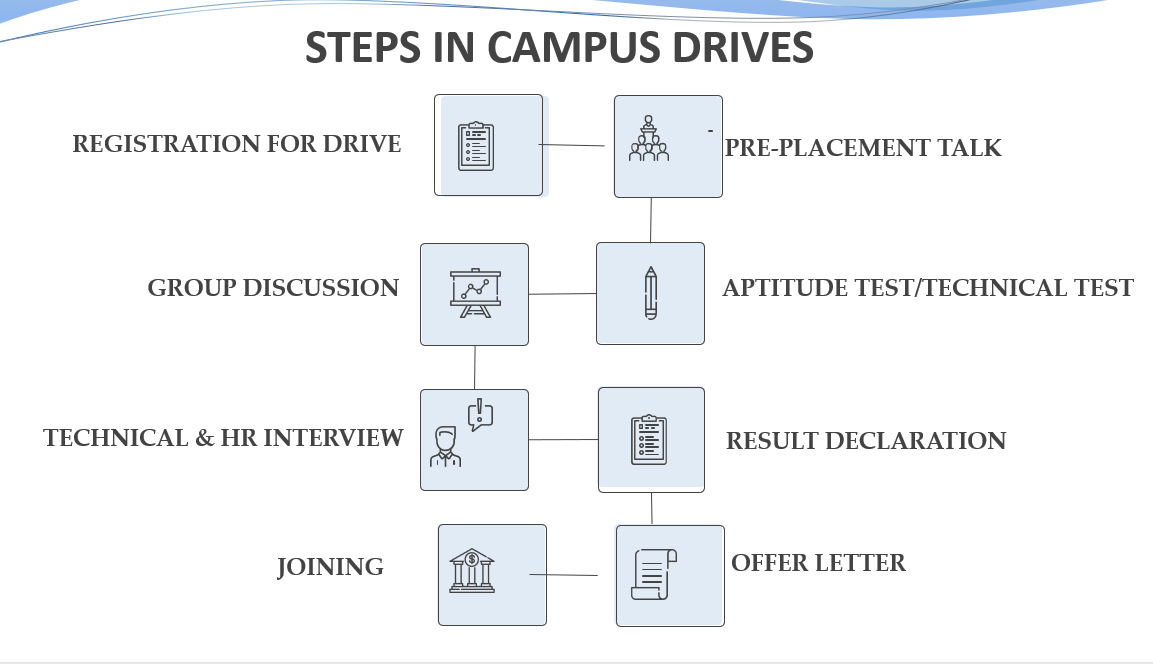 STEPS IN CAMPUS DRIVES
REGISTRATION FOR DRIVE
-
PRE-PLACEMENT TALK
GROUP DISCUSSION
APTITUDE TEST/TECHNICAL TEST
TECHNICAL & HR INTERVIEW
RESULT DECLARATION
JOINING
OFFER LETTER